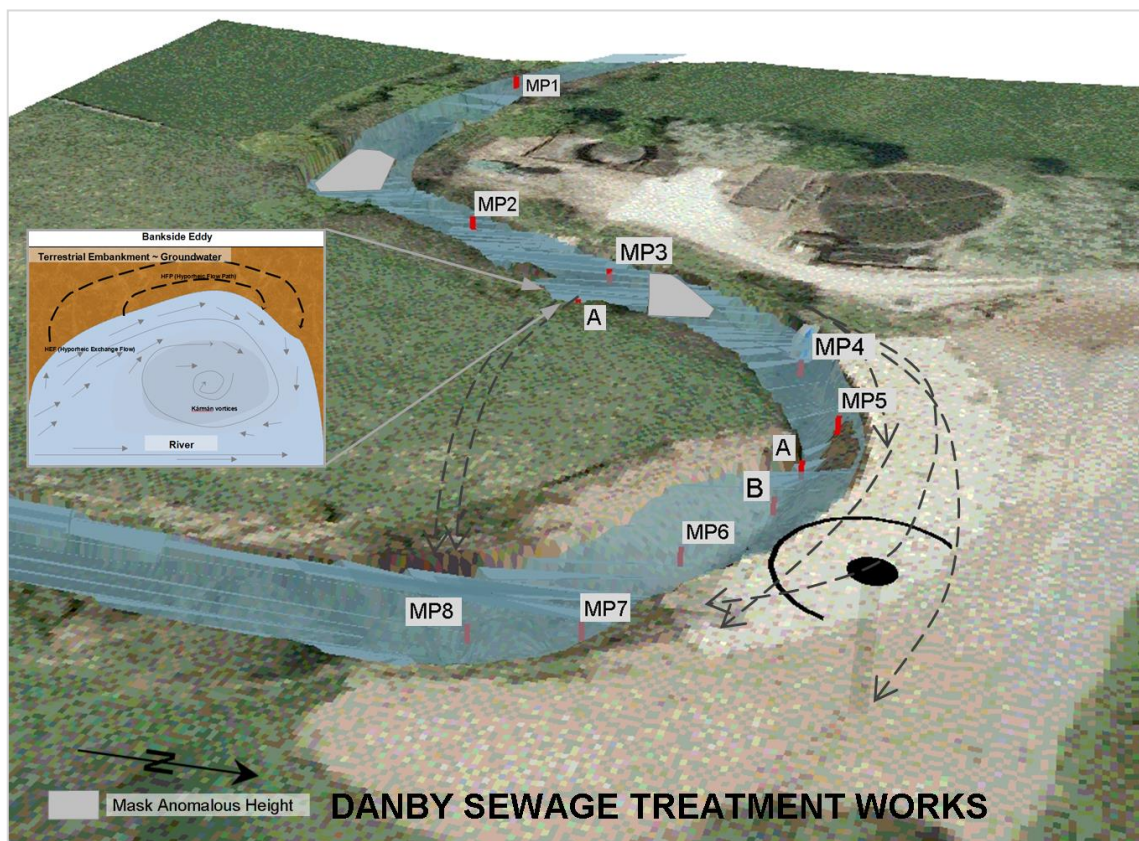 MP1
MP2
Bankside Eddy
Terrestrial Embankment ~ Groundwater
HFP (Hyporheic Flow Path)
HEF (Hyporheic Exchange Flow)
Kármán vortices
River
MP3
A
MP4
MP5
A
B
MP6
MP8
MP7
N
Mask Anomalous Height
DANBY SEWAGE TREATMENT WORKS